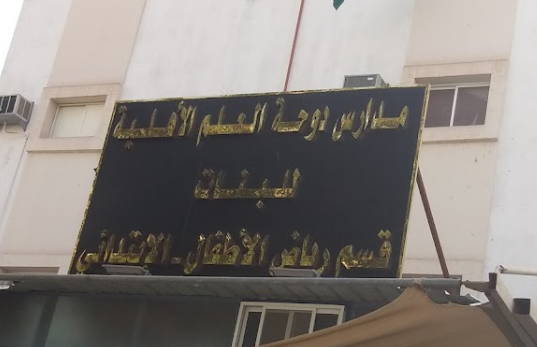 مدارس دوحة العلم الأهلية
للبنات
قسم رياض الأطفال - الابتدائي